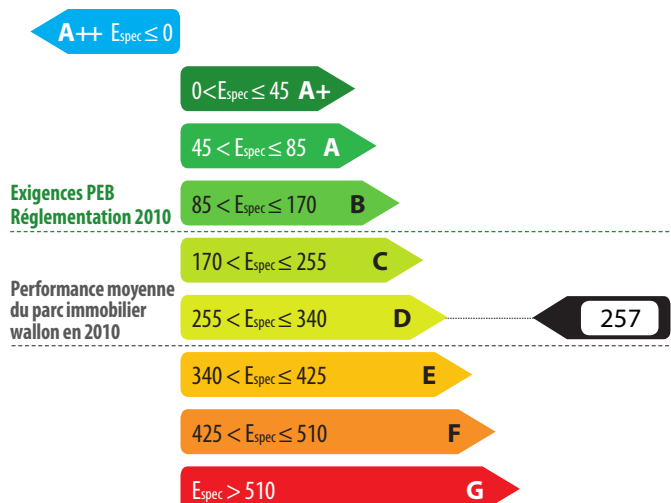 A++ Espec ≤ 0
0<Espec ≤ 45 A+
45 < Espec ≤ 85 A
Exigences PEB
Réglementation 2010
85 < Espec ≤ 170 B
170 < Espec ≤ 255 C
Performance moyenne
du parc immobilier
wallon en 2010
255 < Espec ≤ 340 D
257
340 < Espec ≤ 425 E
425 < Espec ≤ 510 F
Espec > 510 G